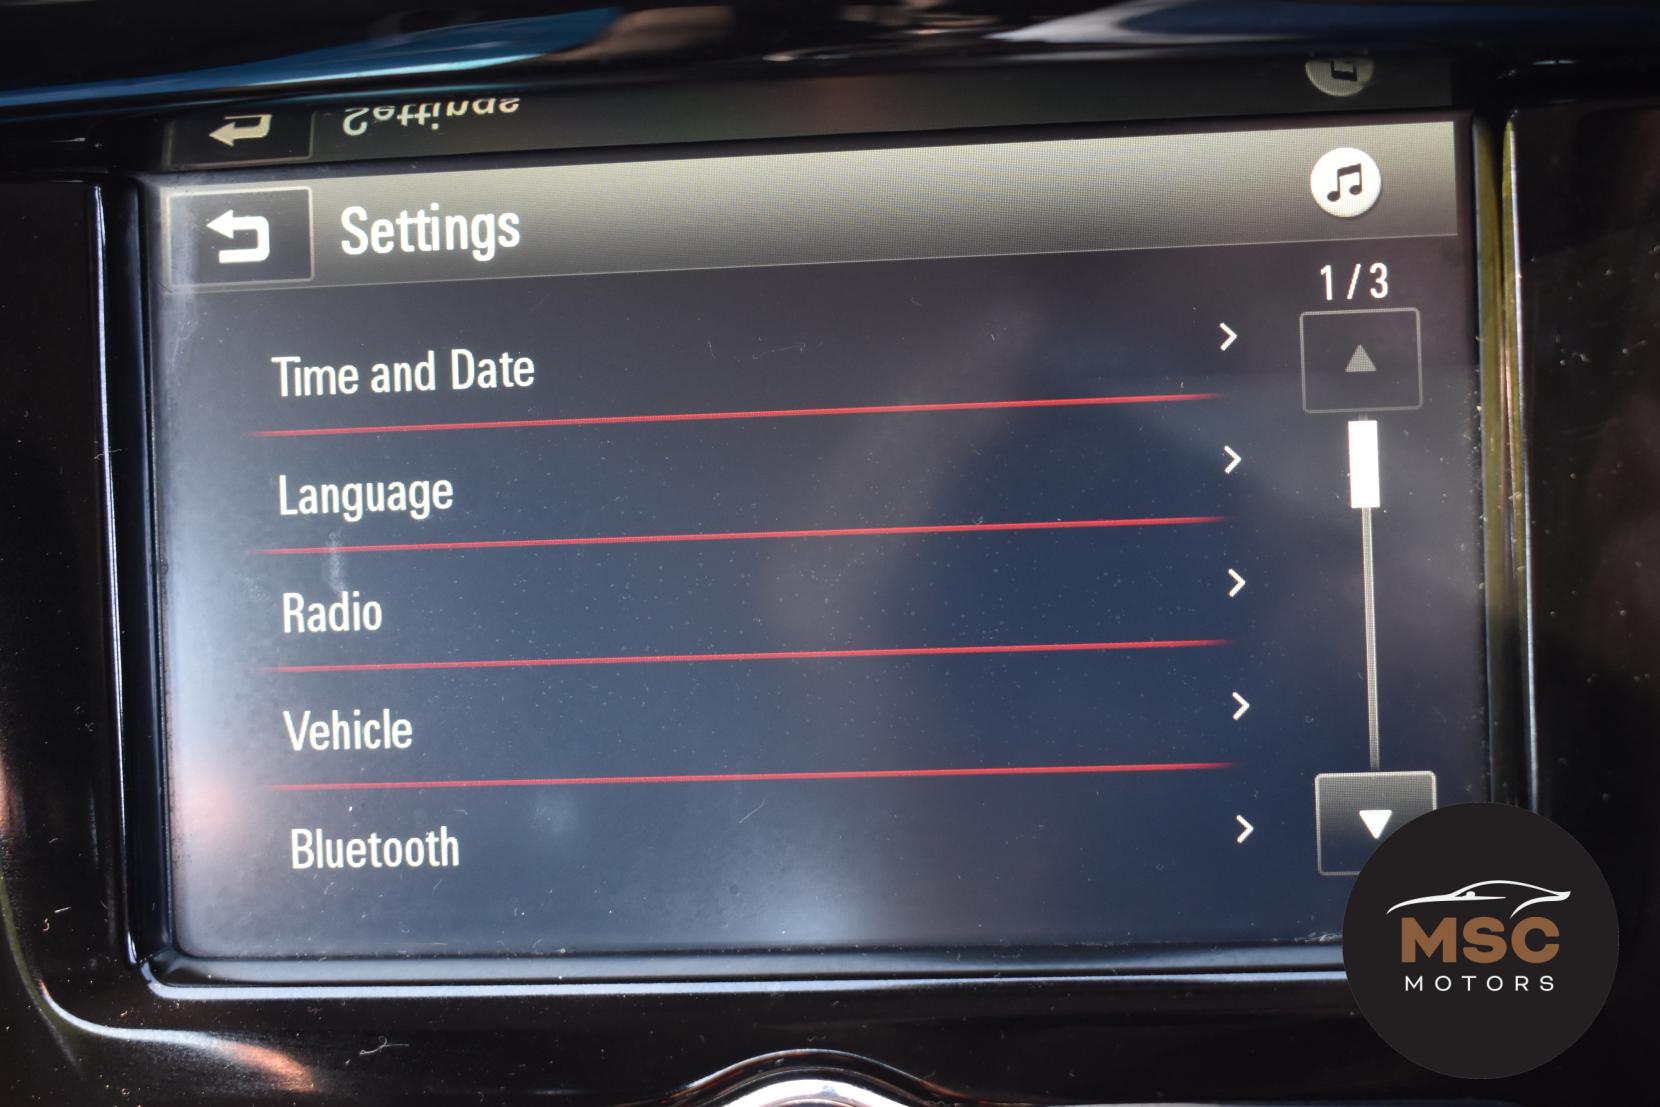 Settings
1/3
Time and Date
Language
Radio
Vehicle
Bluetooth
MSC
MOTORS